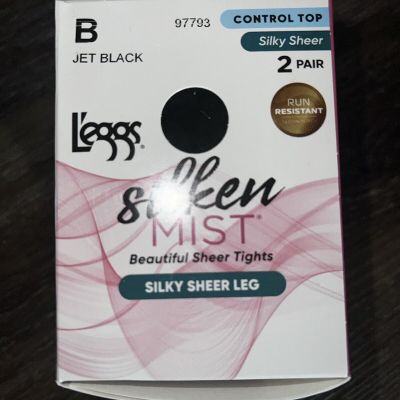 B
97793
CONTROL TOP
JET BLACK
Silky Sheer
2 PAIR
RUN
RESISTANT
L'eggs®
silken
MIST®
Beautiful Sheer Tights
SILKY SHEER LEG